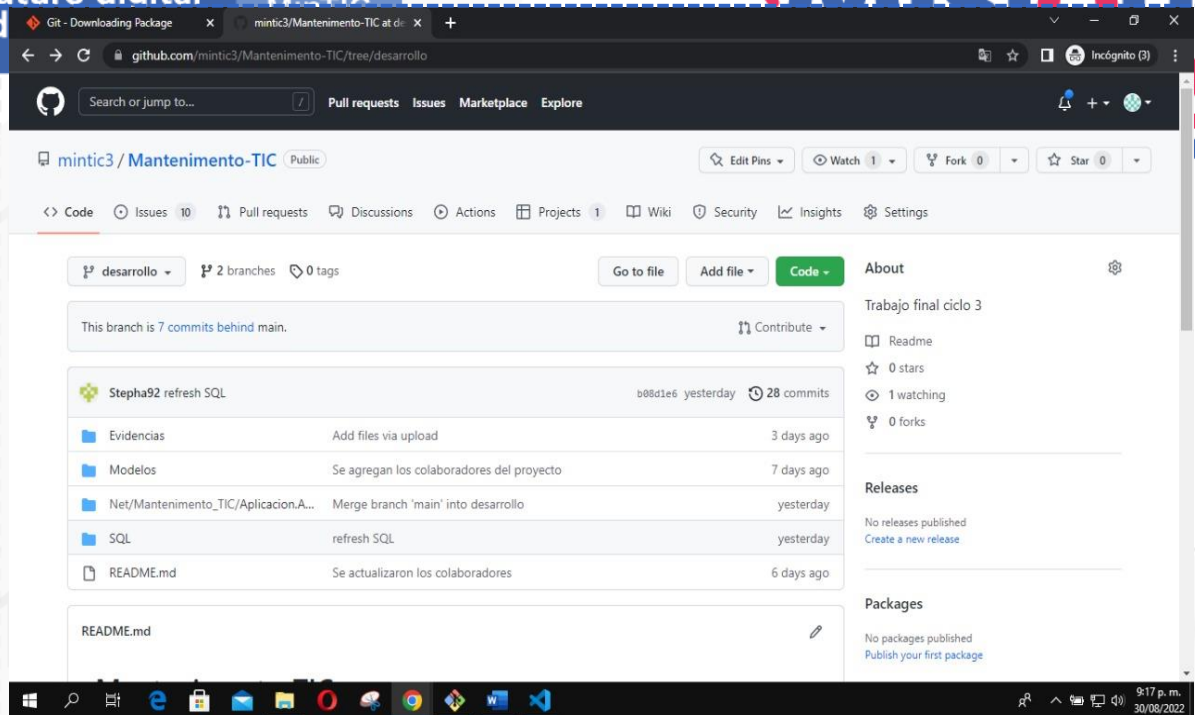 Git - Downloading Package
mintic3/Mantenimento-TIC at de
github.com/mintic3/Mantenimento-TIC/tree/desarrollo
Incógnito (3)
Search or jump to... /
Pull requests Issues Marketplace Explore
mintic3 / Mantenimento-TIC Public
Edit Pins Watch 1 Fork 0 Star 0
Code Issues 10 Pull requests Discussions Actions Projects 1 Wiki Security Insights Settings
desarrollo 2 branches 0 tags
Go to file Add file Code
About
Trabajo final ciclo 3
This branch is 7 commits behind main.
Contribute
Readme
0 stars
1 watching
0 forks
Stepha92 refresh SQL b08d1e6 yesterday 28 commits
Evidencias Add files via upload 3 days ago
Modelos Se agregan los colaboradores del proyecto 7 days ago
Net/Mantenimento_TIC/Aplicacion.A... Merge branch 'main' into desarrollo yesterday
SQL refresh SQL yesterday
README.md Se actualizaron los colaboradores 6 days ago
Releases
No releases published
Create a new release
Packages
No packages published
Publish your first package
README.md
9:17 p. m.
30/08/2022